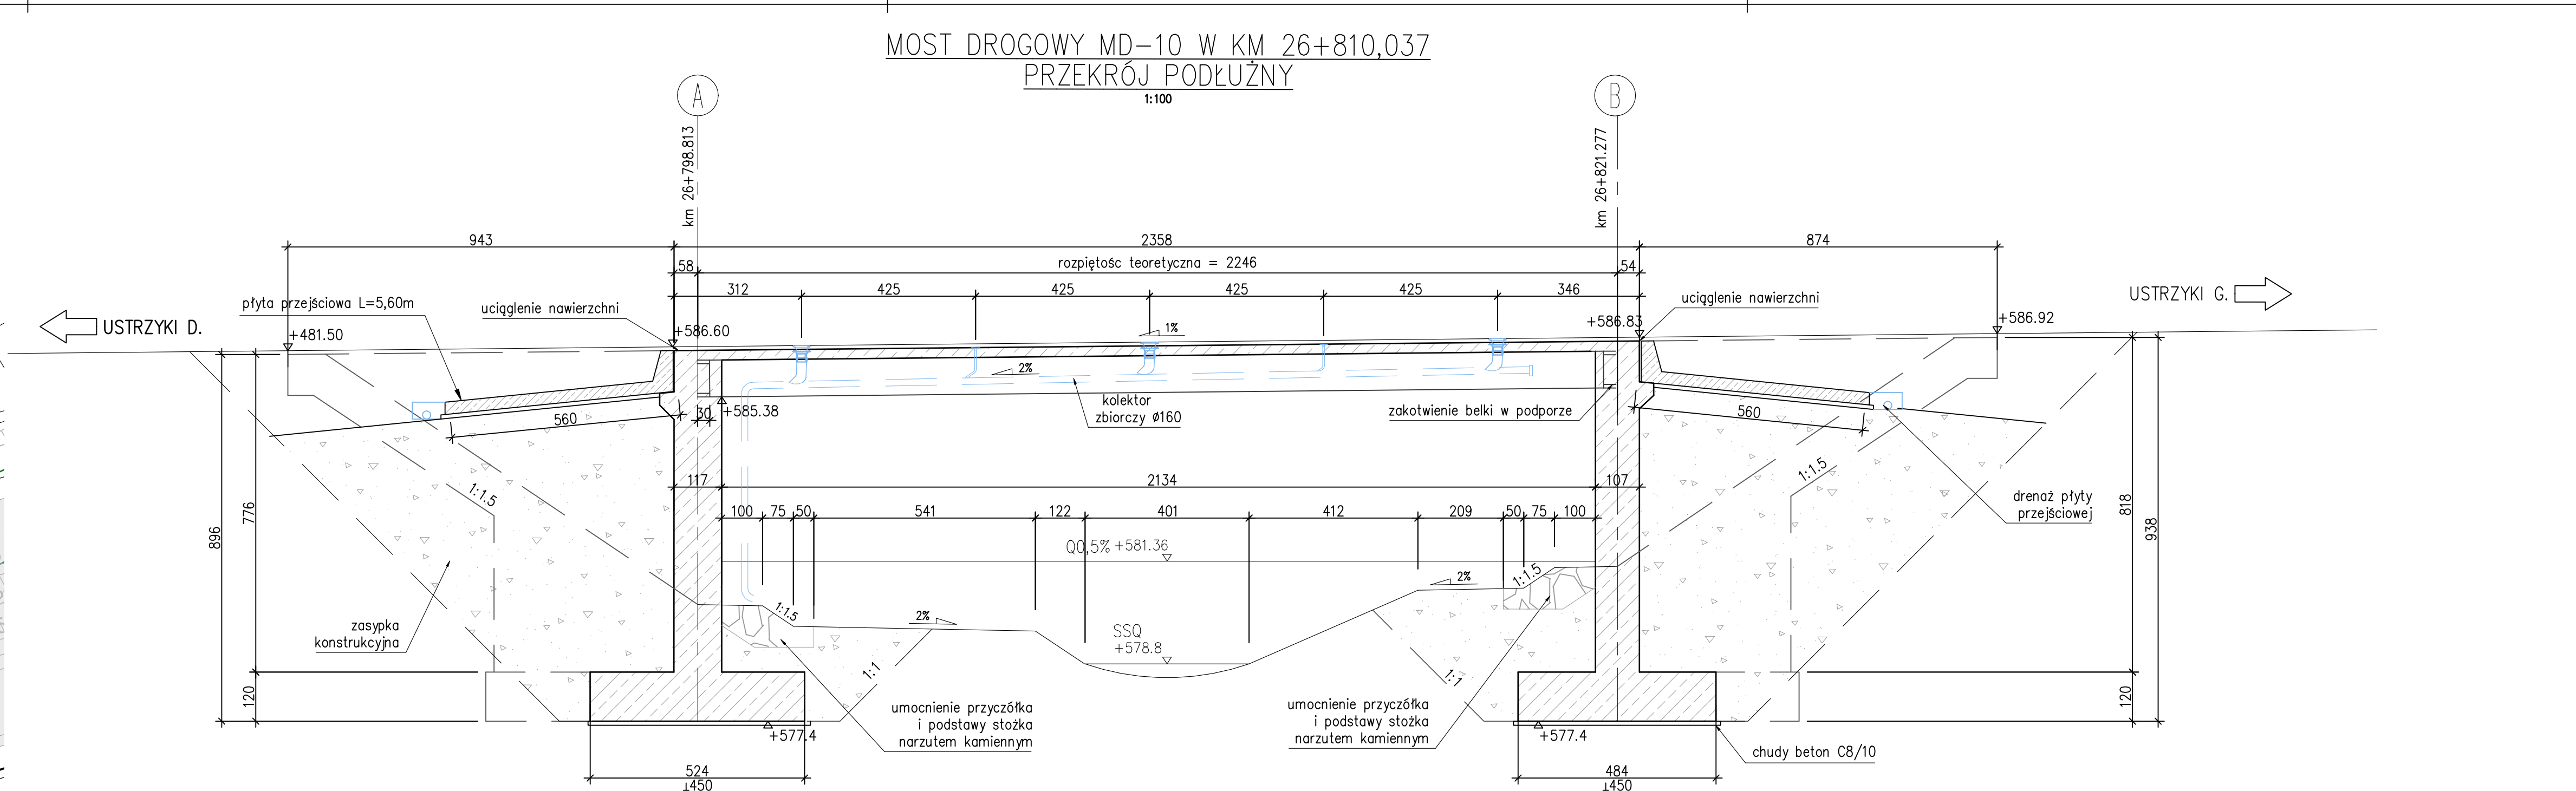 MOST DROGOWY MD-10 W KM 26+810,037
PRZEKRÓJ PODŁUŻNY
1:100
A
B
km 26+798.813
km 26+821.277
943
2358
874
58
rozpiętośc teoretyczna = 2246
54
312
425
425
425
425
346
płyta przejściowa L=5,60m
uciąglenie nawierzchni
uciąglenie nawierzchni
USTRZYKI D.
USTRZYKI G.
+481.50
+586.60
1%
+586.83
+586.92
2%
kolektor
zbiorczy ø160
zakotwienie belki w podporze
560
30
+585.38
560
1:1.5
1:1.5
117
2134
107
100
75
50
541
122
401
412
209
50
75
100
drenaż płyty
przejściowej
896
776
818
938
Q0,5% +581.36
1:1.5
2%
2%
1:1.5
SSQ
+578.8
zasypka
konstrukcyjna
1:1
1:1
120
120
umocnienie przyczółka
i podstawy stożka
narzutem kamiennym
umocnienie przyczółka
i podstawy stożka
narzutem kamiennym
+577.4
+577.4
chudy beton C8/10
524
⊥450
484
⊥450